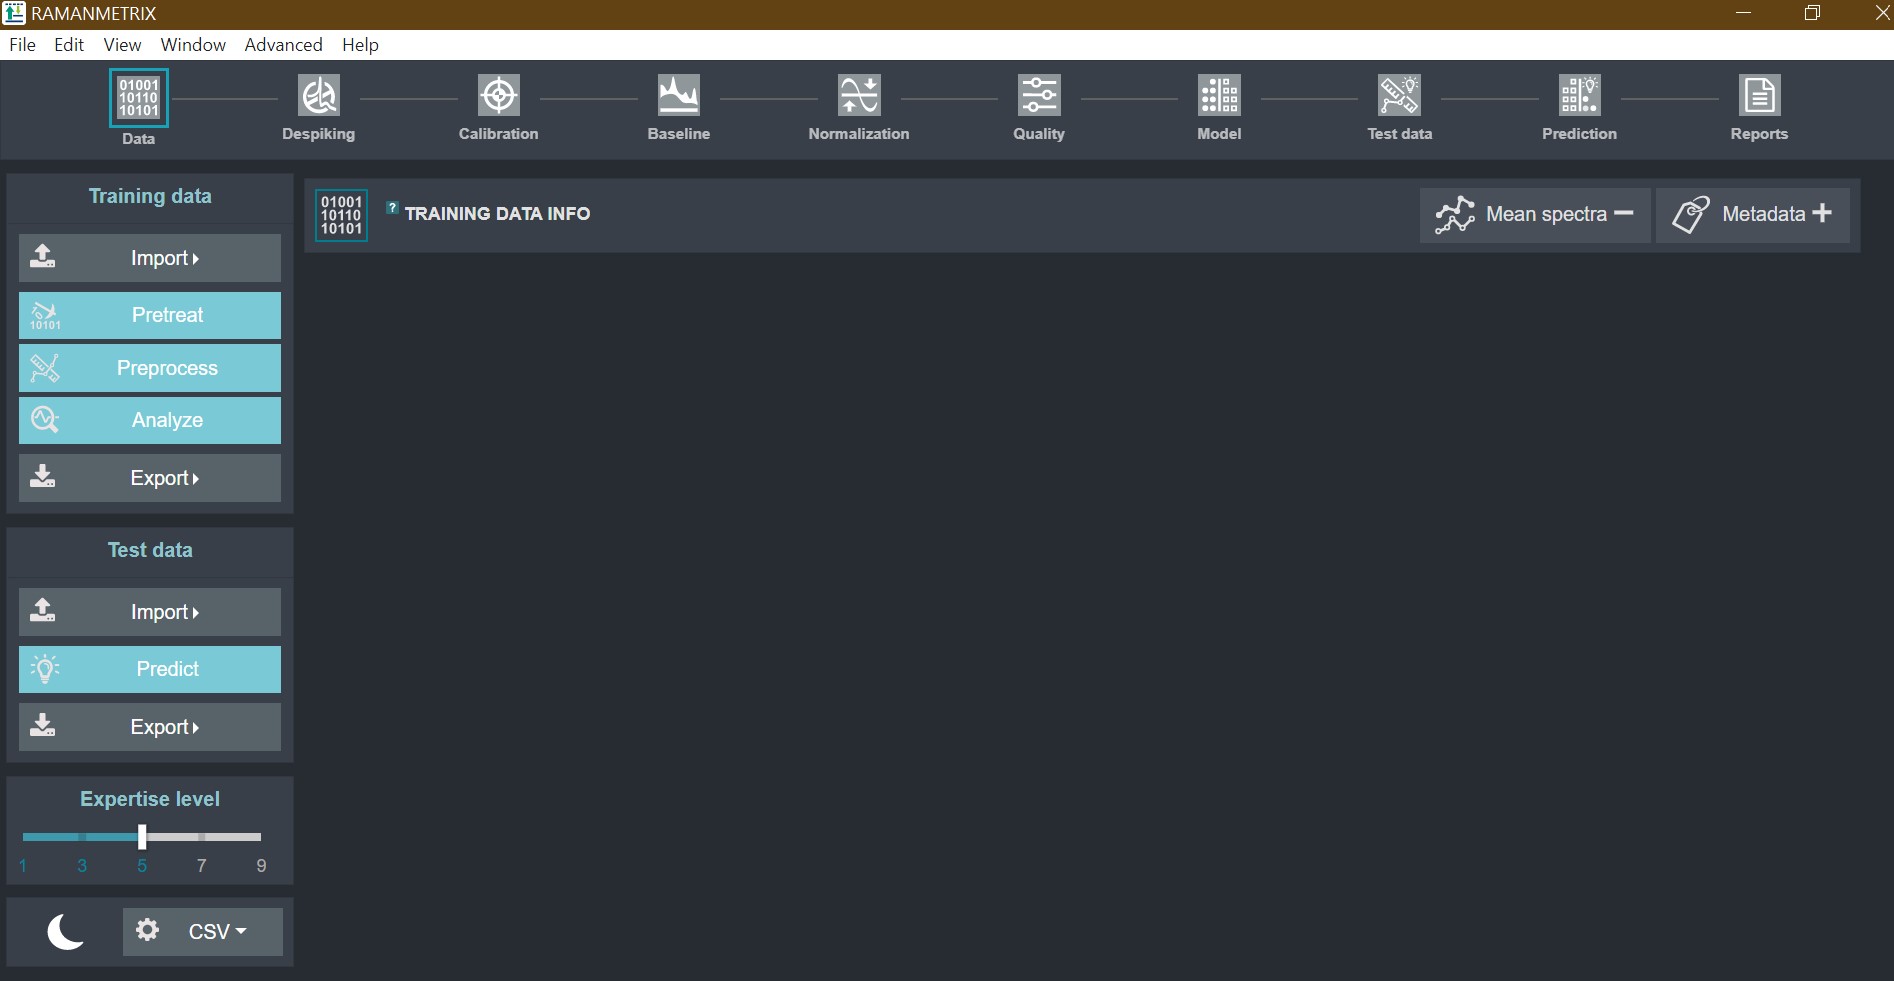 RAMANMETRIX
File Edit View Window Advanced Help
01001
10110
10101
Data
Despiking
Calibration
Baseline
Normalization
Quality
Model
Test data
Prediction
Reports
Training data
Import
10101
Pretreat
Preprocess
Analyze
Export
Test data
Import
Predict
Export
Expertise level
1 3 5 7 9
CSV
01001
10110
10101
? TRAINING DATA INFO
Mean spectra
Metadata